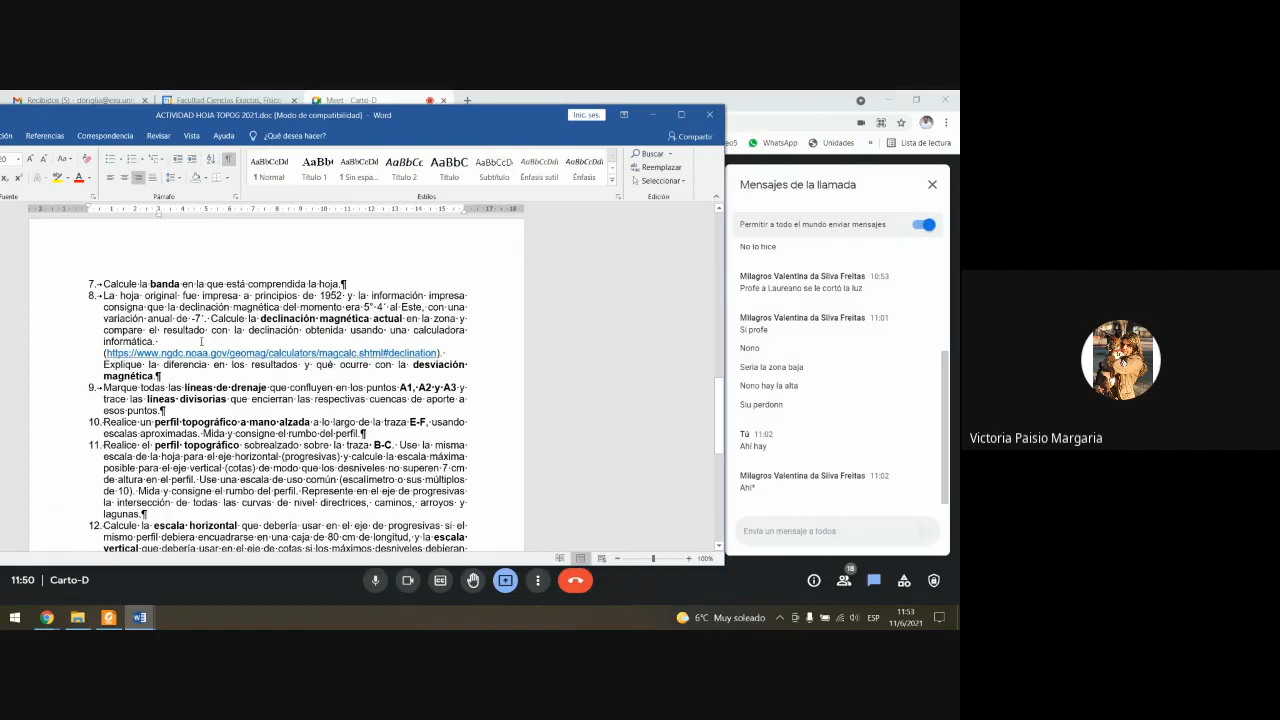 Recibidos (5) - doriglia@exa.un
Facultad Ciencias Exactas, Físic
Meet - Carto-D
ACTIVIDAD HOJA TOPOG 2021.doc [Modo de compatibilidad] - Word
Inic. ses.
Referencias Correspondencia Revisar Vista Ayuda ¿Qué desea hacer?
Compartir
WhatsApp
Unidades
Lista de lectura
AaBbCcDd AaBb( AaBbCcDd AaBbCc AaBbC AaBbCcD AaBbCcDd AaBbCcDd
¶ Normal Título 1 ¶ Sin espa... Título 2 Título Subtítulo Énfasis sutil Énfasis
Buscar
Reemplazar
Seleccionar
Párrafo
Estilos
Edición
7. Calcule la banda en la que está comprendida la hoja.¶
8. La hoja original fue impresa a principios de 1952 y la información impresa
consigna que la declinación magnética del momento era 5° 4´ al Este, con una
variación anual de -7´. Calcule la declinación magnética actual en la zona y
compare el resultado con la declinación obtenida usando una calculadora
informática.
(https://www.ngdc.noaa.gov/geomag/calculators/magcalc.shtml#declination).
Explique la diferencia en los resultados y qué ocurre con la desviación
magnética.¶
9. Marque todas las líneas de drenaje que confluyen en los puntos A1, A2 y A3 y
trace las líneas divisorias que encierran las respectivas cuencas de aporte a
esos puntos.¶
10. Realice un perfil topográfico a mano alzada a lo largo de la traza E-F, usando
escalas aproximadas. Mida y consigne el rumbo del perfil.¶
11. Realice el perfil topográfico sobrealzado sobre la traza B-C. Use la misma
escala de la hoja para el eje horizontal (progresivas) y calcule la escala máxima
posible para el eje vertical (cotas) de modo que los desniveles no superen 7 cm
de altura en el perfil. Use una escala de uso común (escalímetro o sus múltiplos
de 10). Mida y consigne el rumbo del perfil. Represente en el eje de progresivas
la intersección de todas las curvas de nivel directrices, caminos, arroyos y
lagunas.¶
12. Calcule la escala horizontal que debería usar en el eje de progresivas si el
mismo perfil debiera encuadrarse en una caja de 80 cm de longitud, y la escala
vertical que debería usar en el eje de cotas si los máximos desniveles debieran
100%
Mensajes de la llamada
Permitir a todo el mundo enviar mensajes
No lo hice
Milagros Valentina da Silva Freitas 10:53
Profe a Laureano se le cortó la luz
Milagros Valentina da Silva Freitas 11:01
Si profe
Nono
Seria la zona baja
Nono hay la alta
Siu perdonn
Tú 11:02
Ahí hay
Milagros Valentina da Silva Freitas 11:02
Ahi*
Envía un mensaje a todos
Victoria Paisio Margaria
11:50 Carto-D
18
6°C Muy soleado
ESP
11:53
11/6/2021